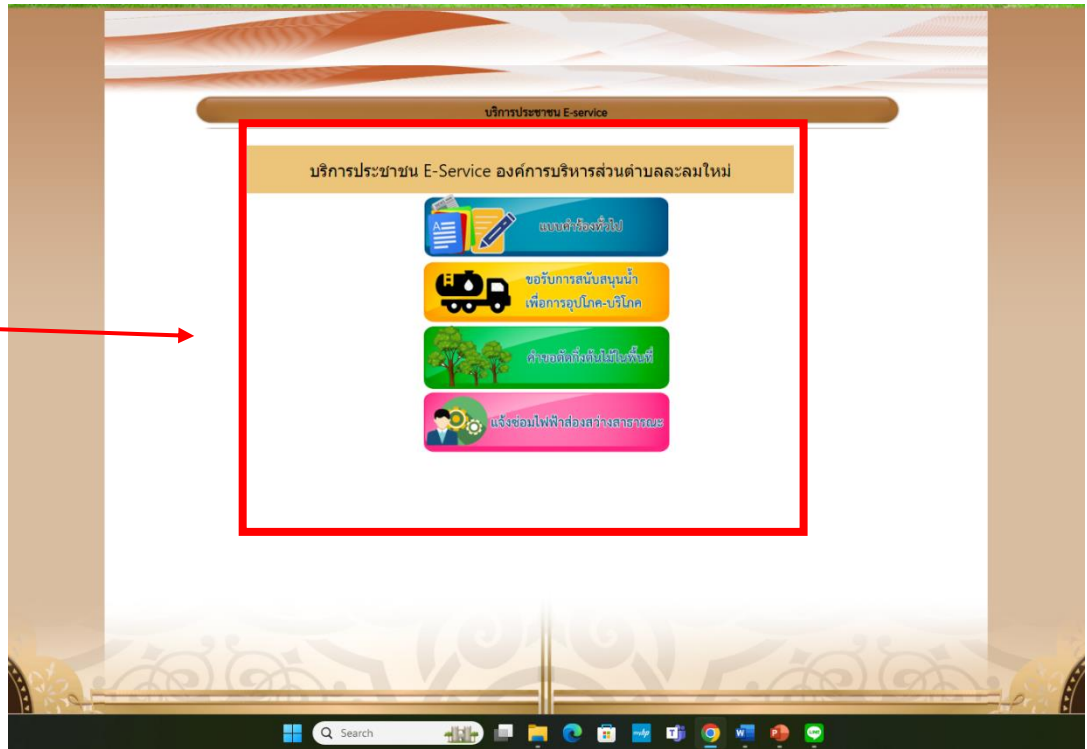 บริการประชาชน E-service
บริการประชาชน E-Service องค์การบริหารส่วนตำบลละลมใหม่
แบบคำร้องทั่วไป
ขอรับการสนับสนุนน้ำ
เพื่อการอุปโภค-บริโภค
คำขอตัดกิ่งต้นไม้ในพื้นที่
แจ้งซ่อมไฟฟ้าส่องสว่างสาธารณะ
Search